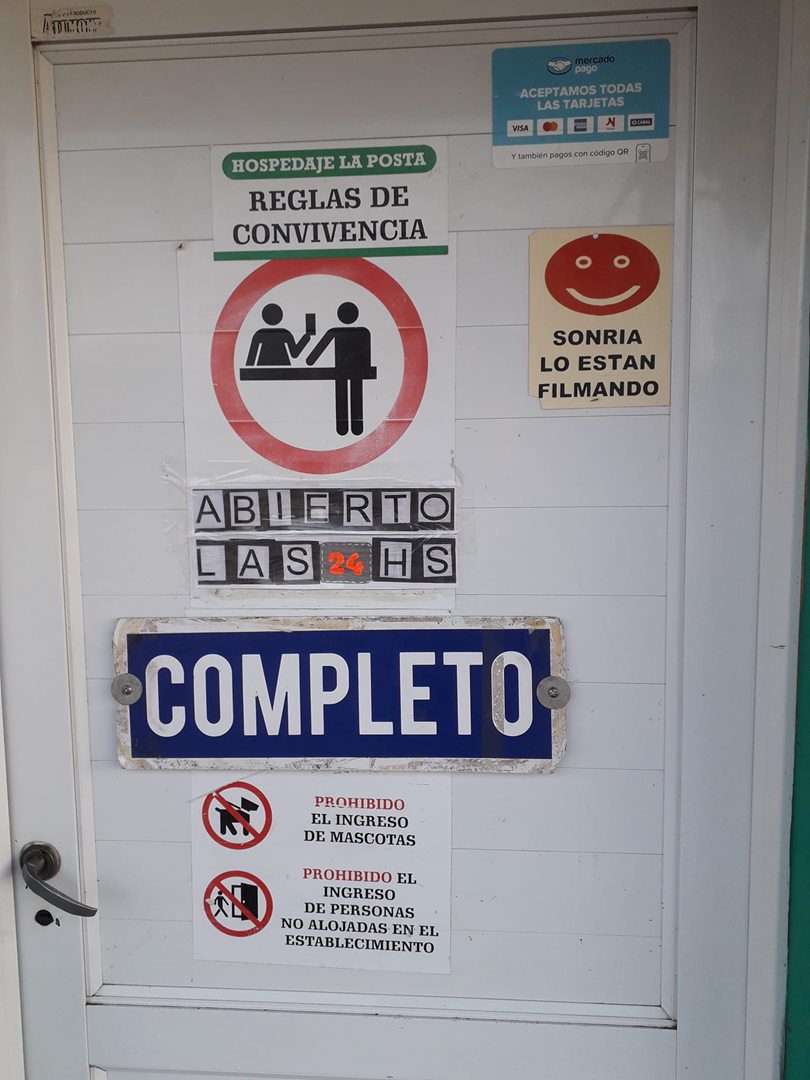 mercado
pago
ACEPTAMOS TODAS
LAS TARJETAS
VISA
CABAL
Y también pagos con código QR
HOSPEDAJE LA POSTA
REGLAS DE
CONVIVENCIA
SONRIA
LO ESTAN
FILMANDO
ABIERTO
LAS 24 HS
COMPLETO
PROHIBIDO
EL INGRESO
DE MASCOTAS
PROHIBIDO EL
INGRESO
DE PERSONAS
NO ALOJADAS EN EL
ESTABLECIMIENTO